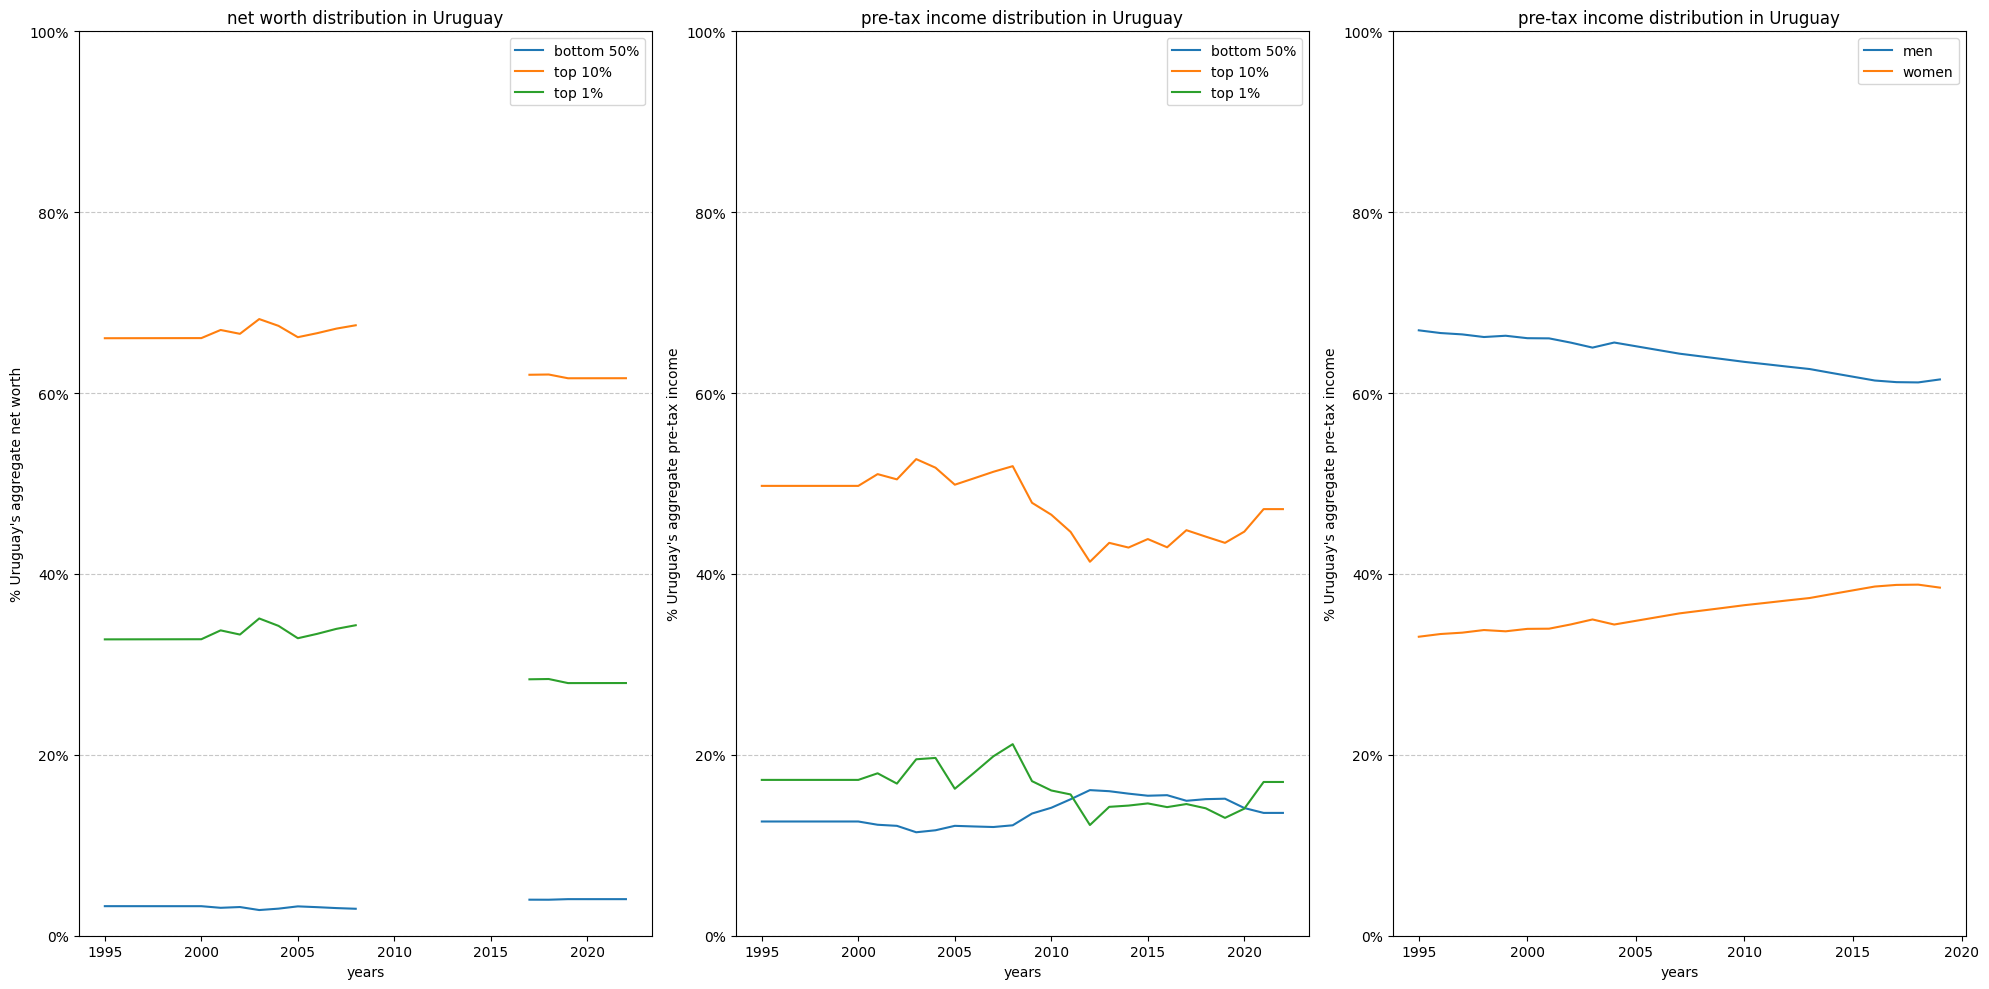 net worth distribution in Uruguay
100%
80%
60%
40%
20%
0%
% Uruguay's aggregate net worth
bottom 50%
top 10%
top 1%
1995 2000 2005 2010 2015 2020
years
pre-tax income distribution in Uruguay
100%
80%
60%
40%
20%
0%
% Uruguay's aggregate pre-tax income
bottom 50%
top 10%
top 1%
1995 2000 2005 2010 2015 2020
years
pre-tax income distribution in Uruguay
100%
80%
60%
40%
20%
0%
% Uruguay's aggregate pre-tax income
men
women
1995 2000 2005 2010 2015 2020
years